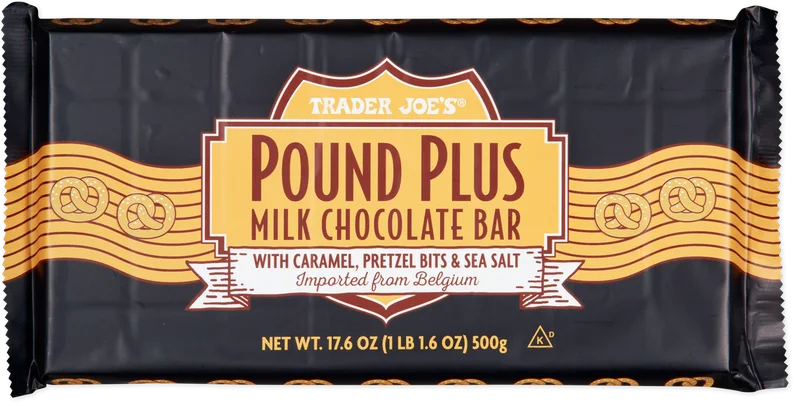 TRADER JOE'S®
POUND PLUS
MILK CHOCOLATE BAR
WITH CARAMEL, PRETZEL BITS & SEA SALT
Imported from Belgium
NET WT. 17.6 OZ (1 LB 1.6 OZ) 500g K D